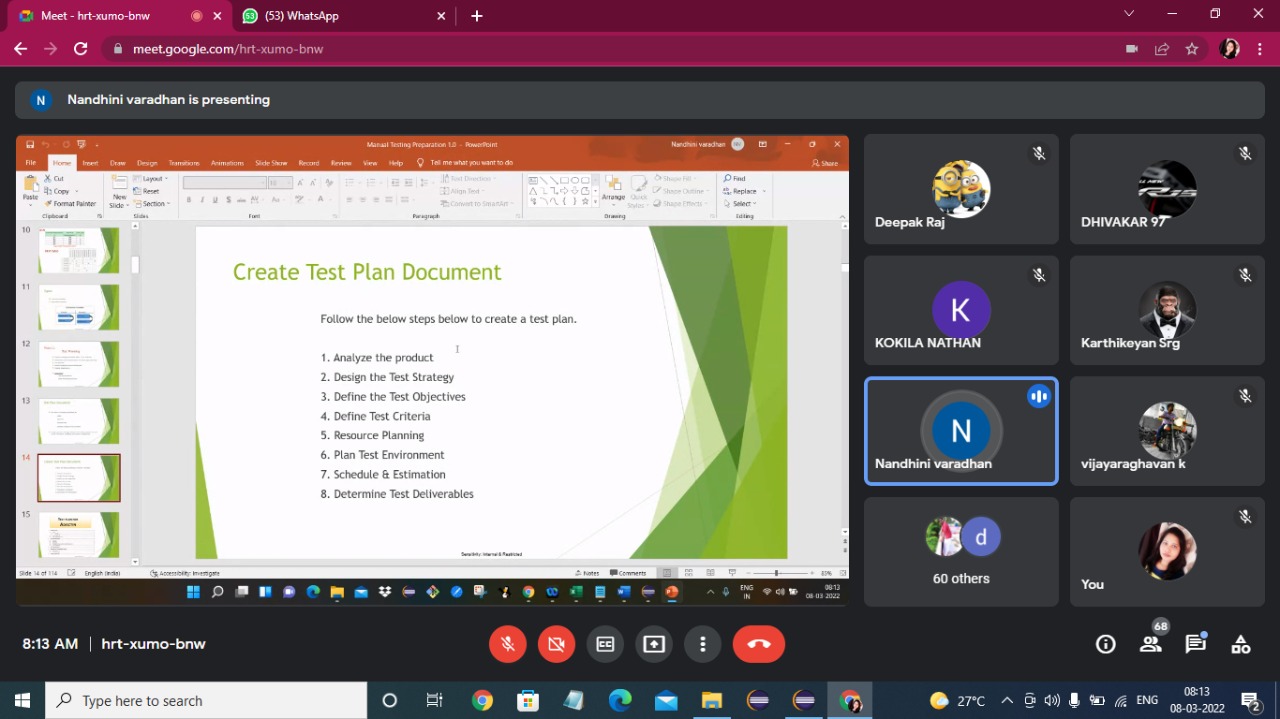 Meet - hrt-xumo-bnw
(53) WhatsApp
meet.google.com/hrt-xumo-bnw
N
Nandhini varadhan is presenting
Manual Testing Preparation 1.0 - PowerPoint
Nandhini varadhan
File Home Insert Draw Design Transitions Animations Slide Show Record Review View Help Tell me what you want to do
Share
Paste
Cut
Copy
Format Painter
Clipboard
New
Slide
Layout
Reset
Section
Slides
Font
Text Direction
Align Text
Convert to SmartArt
Paragraph
Arrange
Quick
Styles
Shape Fill
Shape Outline
Shape Effects
Drawing
Find
Replace
Select
Editing
10
11
12
13
14
15
Create Test Plan Document
Follow the below steps below to create a test plan.
1. Analyze the product
2. Design the Test Strategy
3. Define the Test Objectives
4. Define Test Criteria
5. Resource Planning
6. Plan Test Environment
7. Schedule & Estimation
8. Determine Test Deliverables
Sensitivity: Internal & Restricted
Slide 14 of 114 English (India) Accessibility: Investigate
Notes Comments 83%
ENG
IN
08:13
08-03-2022
Deepak Raj
DHIVAKAR 97
K
KOKILA NATHAN
Karthikeyan Srg
N
Nandhini varadhan
vijayaraghavan k
d
60 others
You
8:13 AM | hrt-xumo-bnw
68
Type here to search
27°C
ENG
08:13
08-03-2022
2